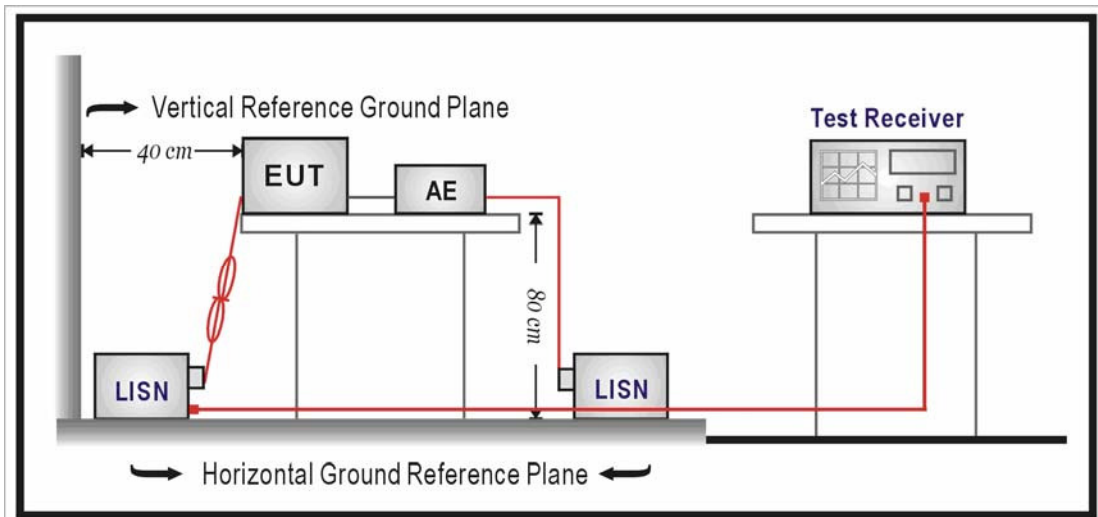 Vertical Reference Ground Plane
40 cm
EUT
AE
Test Receiver
80 cm
LISN
LISN
Horizontal Ground Reference Plane